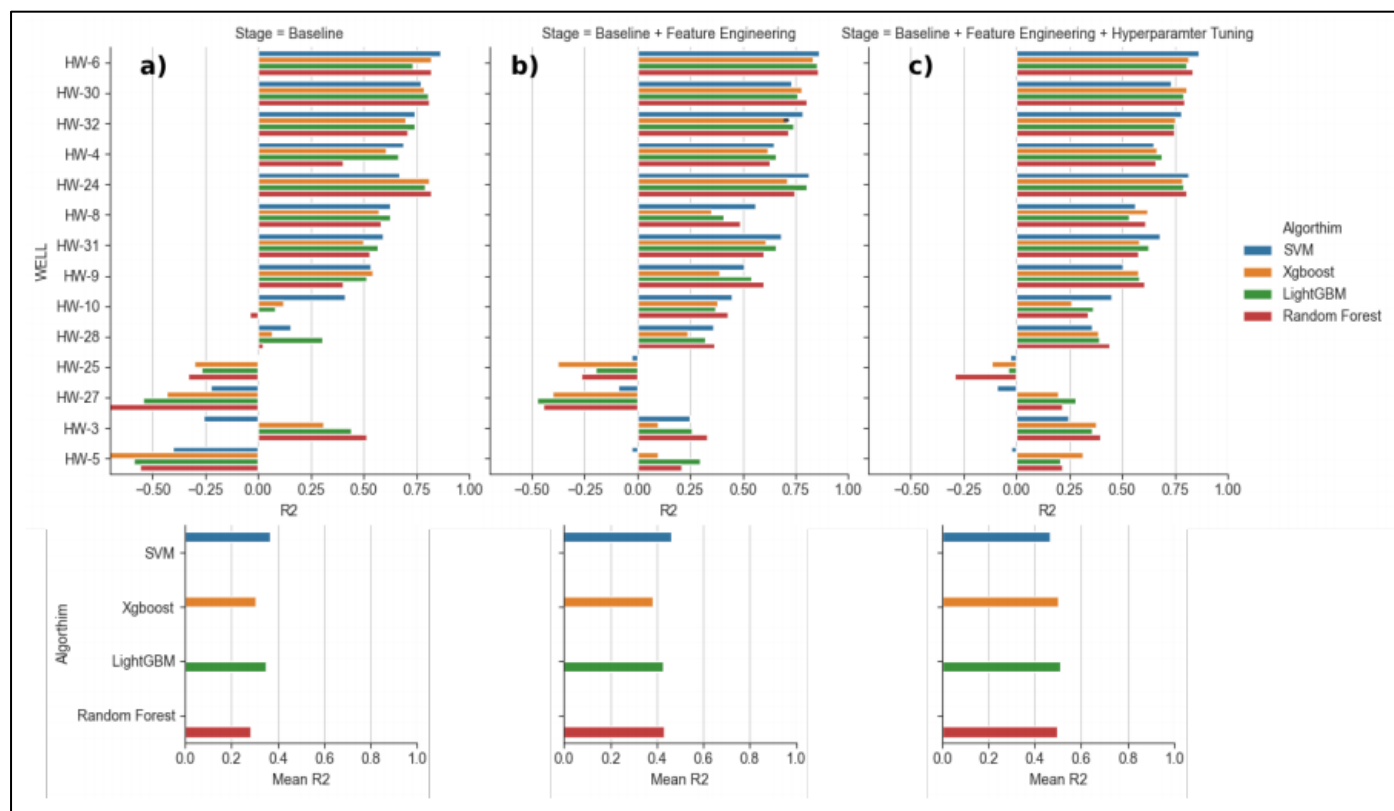 Stage = Baseline
Stage = Baseline + Feature Engineering
Stage = Baseline + Feature Engineering + Hyperparamter Tuning
a)
b)
c)
WELL
HW-6
HW-30
HW-32
HW-4
HW-24
HW-8
HW-31
HW-9
HW-10
HW-28
HW-25
HW-27
HW-3
HW-5
−0.50 −0.25 0.00 0.25 0.50 0.75 1.00
R2
−0.50 −0.25 0.00 0.25 0.50 0.75 1.00
R2
−0.50 −0.25 0.00 0.25 0.50 0.75 1.00
R2
Algorthim
SVM
Xgboost
LightGBM
Random Forest
Algorthim
SVM
Xgboost
LightGBM
Random Forest
0.0 0.2 0.4 0.6 0.8 1.0
Mean R2
0.0 0.2 0.4 0.6 0.8 1.0
Mean R2
0.0 0.2 0.4 0.6 0.8 1.0
Mean R2